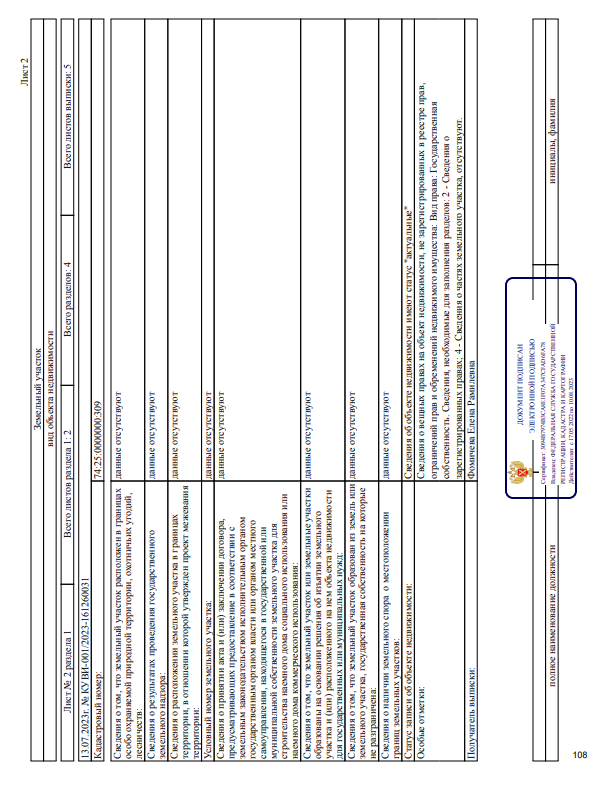 Лист 2
Земельный участок
вид объекта недвижимости
Лист № 2 раздела 1
Всего листов раздела 1: 2
Всего разделов: 4
Всего листов выписки: 5
13.07.2023г. № КУВИ-001/2023-161260031
Кадастровый номер:
74:25:0000000:309
Сведения о том, что земельный участок расположен в границах
особо охраняемой природной территории, охотничьих угодий,
лесничеств:
данные отсутствуют
Сведения о результатах проведения государственного
земельного надзора:
данные отсутствуют
Сведения о расположении земельного участка в границах
территории, в отношении которой утвержден проект межевания
территории:
данные отсутствуют
Условный номер земельного участка:
данные отсутствуют
Сведения о принятии акта и (или) заключении договора,
предусматривающих предоставление в соответствии с
земельным законодательством исполнительным органом
государственным органом власти или органом местного
самоуправления, находящегося в государственной или
муниципальной собственности земельного участка для
строительства наемного дома социального использования или
наемного дома коммерческого использования:
данные отсутствуют
Сведения о том, что земельный участок или земельные участки
образованы на основании решения об изъятии земельного
участка и (или) расположенного на нем объекта недвижимости
для государственных или муниципальных нужд:
данные отсутствуют
Сведения о том, что земельный участок образован из земель или
земельного участка, государственная собственность на которые
не разграничена:
данные отсутствуют
Сведения о наличии земельного спора о местоположении
границ земельных участков:
данные отсутствуют
Статус записи об объекте недвижимости:
Сведения об объекте недвижимости имеют статус "актуальные"
Особые отметки:
Сведения о вещных правах на объект недвижимости, не зарегистрированных в реестре прав,
ограничений прав и обременений недвижимого имущества: Вид права: Государственная
собственность. Сведения, необходимые для заполнения разделов: 2 - Сведения о
зарегистрированных правах; 4 - Сведения о частях земельного участка, отсутствуют.
Получатель выписки:
Фомичева Елена Рамилевна
ДОКУМЕНТ ПОДПИСАН
ЭЛЕКТРОННОЙ ПОДПИСЬЮ
Сертификат:
Владелец: ФЕДЕРАЛЬНАЯ СЛУЖБА ГОСУДАРСТВЕННОЙ
РЕГИСТРАЦИИ, КАДАСТРА И КАРТОГРАФИИ
Действителен: с 17.05.2022 по 10.08.2023
полное наименование должности
инициалы, фамилия
108